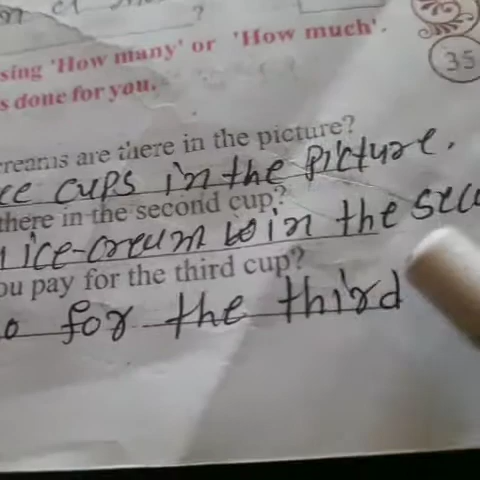 sing 'How many' or 'How much'.
s done for you.
35
creams are there in the picture?
ce cups in the picture.
there in the second cup?
ice-cream in the seco
ou pay for the third cup?
o for the third